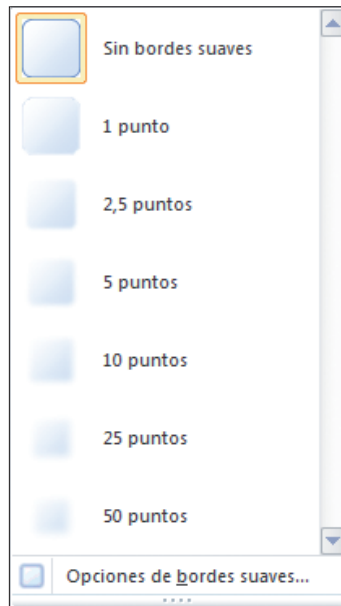 Sin bordes suaves
1 punto
2,5 puntos
5 puntos
10 puntos
25 puntos
50 puntos
Opciones de bordes suaves...